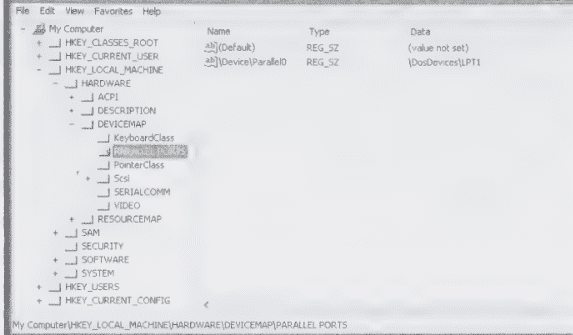 File Edit View Favorites Help
My Computer
HKEY_CLASSES_ROOT
HKEY_CURRENT_USER
HKEY_LOCAL_MACHINE
HARDWARE
ACPI
DESCRIPTION
DEVICEMAP
KeyboardClass
PARALLEL PORTS
PointerClass
Scsi
SERIALCOMM
VIDEO
RESOURCEMAP
SAM
SECURITY
SOFTWARE
SYSTEM
HKEY_USERS
HKEY_CURRENT_CONFIG
Name Type Data
(Default) REG_SZ (value not set)
\Device\Parallel0 REG_SZ \DosDevices\LPT1
My Computer\HKEY_LOCAL_MACHINE\HARDWARE\DEVICEMAP\PARALLEL PORTS